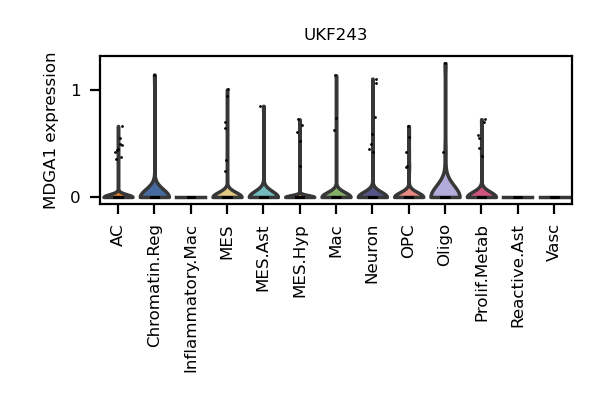 UKF243
MDGA1 expression
1
0
AC
Chromatin.Reg
Inflammatory.Mac
MES
MES.Ast
MES.Hyp
Mac
Neuron
OPC
Oligo
Prolif.Metab
Reactive.Ast
Vasc